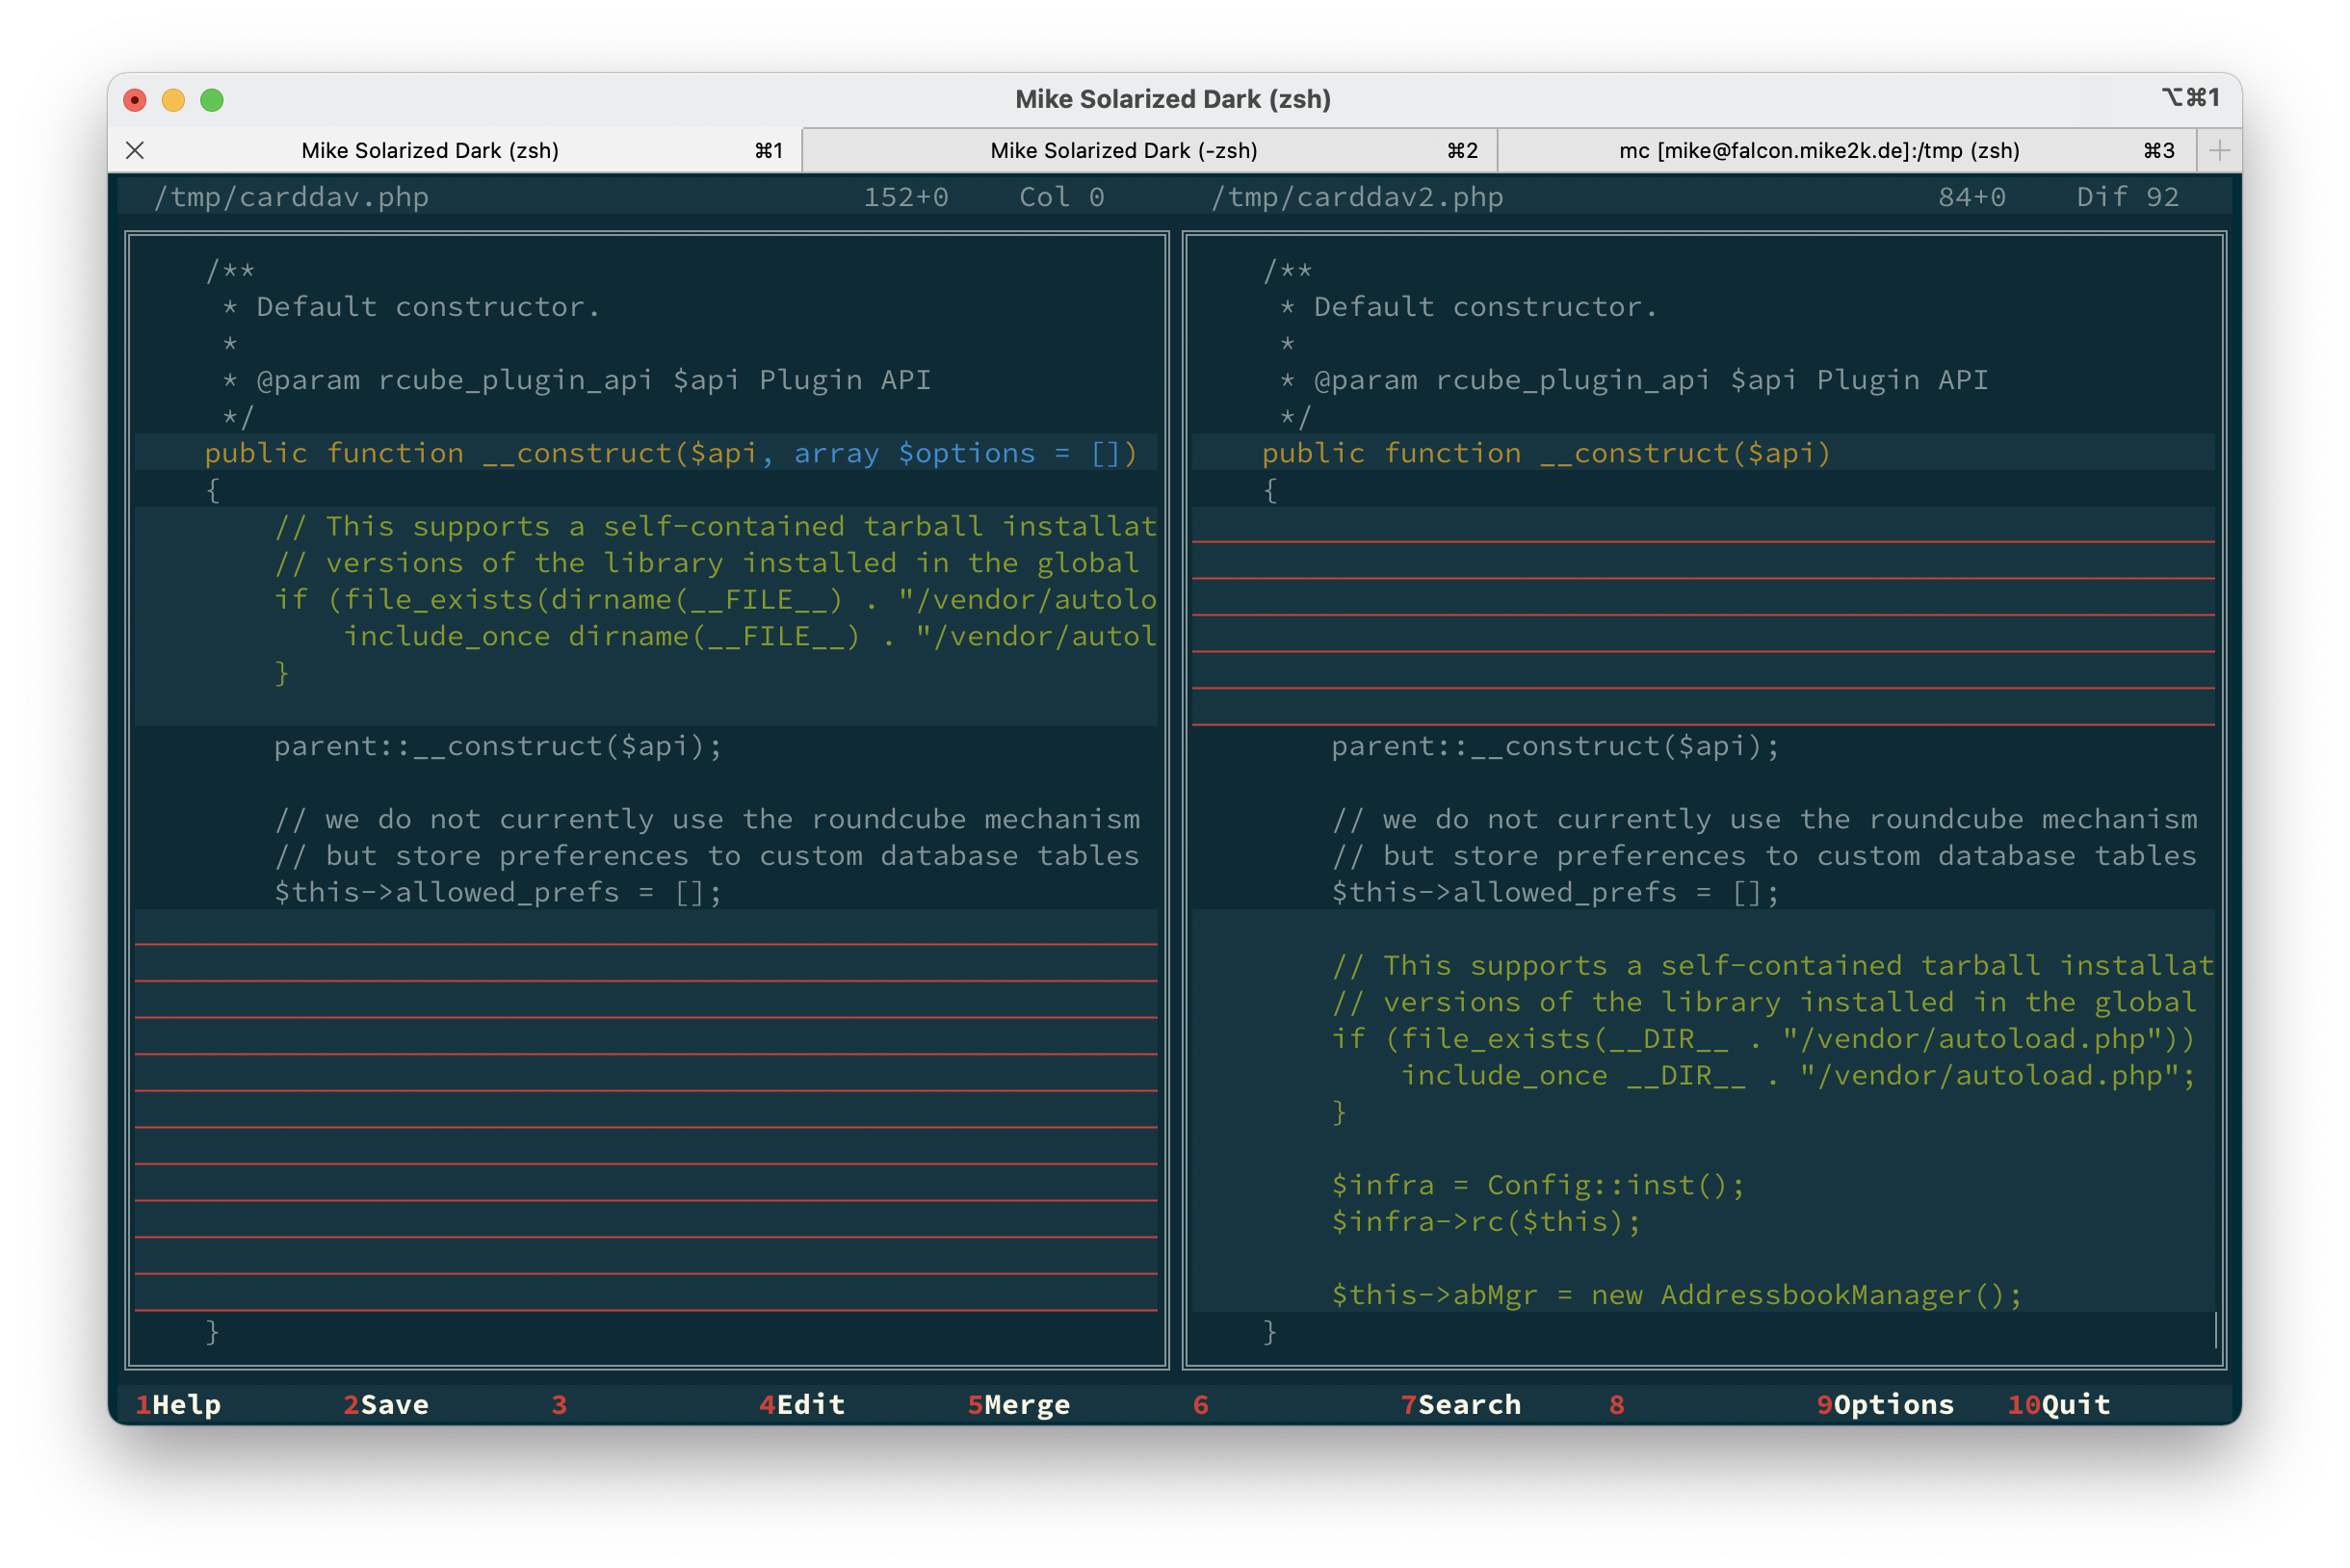 Mike Solarized Dark (zsh) ⌥⌘1
Mike Solarized Dark (zsh) ⌘1 Mike Solarized Dark (-zsh) ⌘2 mc [mike@falcon.mike2k.de]:/tmp (zsh) ⌘3
/tmp/carddav.php 152+0 Col 0 /tmp/carddav2.php 84+0 Dif 92
/**
 * Default constructor.
 *
 * @param rcube_plugin_api $api Plugin API
 */
public function __construct($api, array $options = [])
{
    // This supports a self-contained tarball installat
    // versions of the library installed in the global
    if (file_exists(dirname(__FILE__) . "/vendor/autolo
        include_once dirname(__FILE__) . "/vendor/autol
    }
    parent::__construct($api);
    // we do not currently use the roundcube mechanism
    // but store preferences to custom database tables
    $this->allowed_prefs = [];
}
/**
 * Default constructor.
 *
 * @param rcube_plugin_api $api Plugin API
 */
public function __construct($api)
{
    parent::__construct($api);
    // we do not currently use the roundcube mechanism
    // but store preferences to custom database tables
    $this->allowed_prefs = [];
    // This supports a self-contained tarball installat
    // versions of the library installed in the global
    if (file_exists(__DIR__ . "/vendor/autoload.php"))
        include_once __DIR__ . "/vendor/autoload.php";
    }
    $infra = Config::inst();
    $infra->rc($this);
    $this->abMgr = new AddressbookManager();
}
1Help 2Save 3 4Edit 5Merge 6 7Search 8 9Options 10Quit